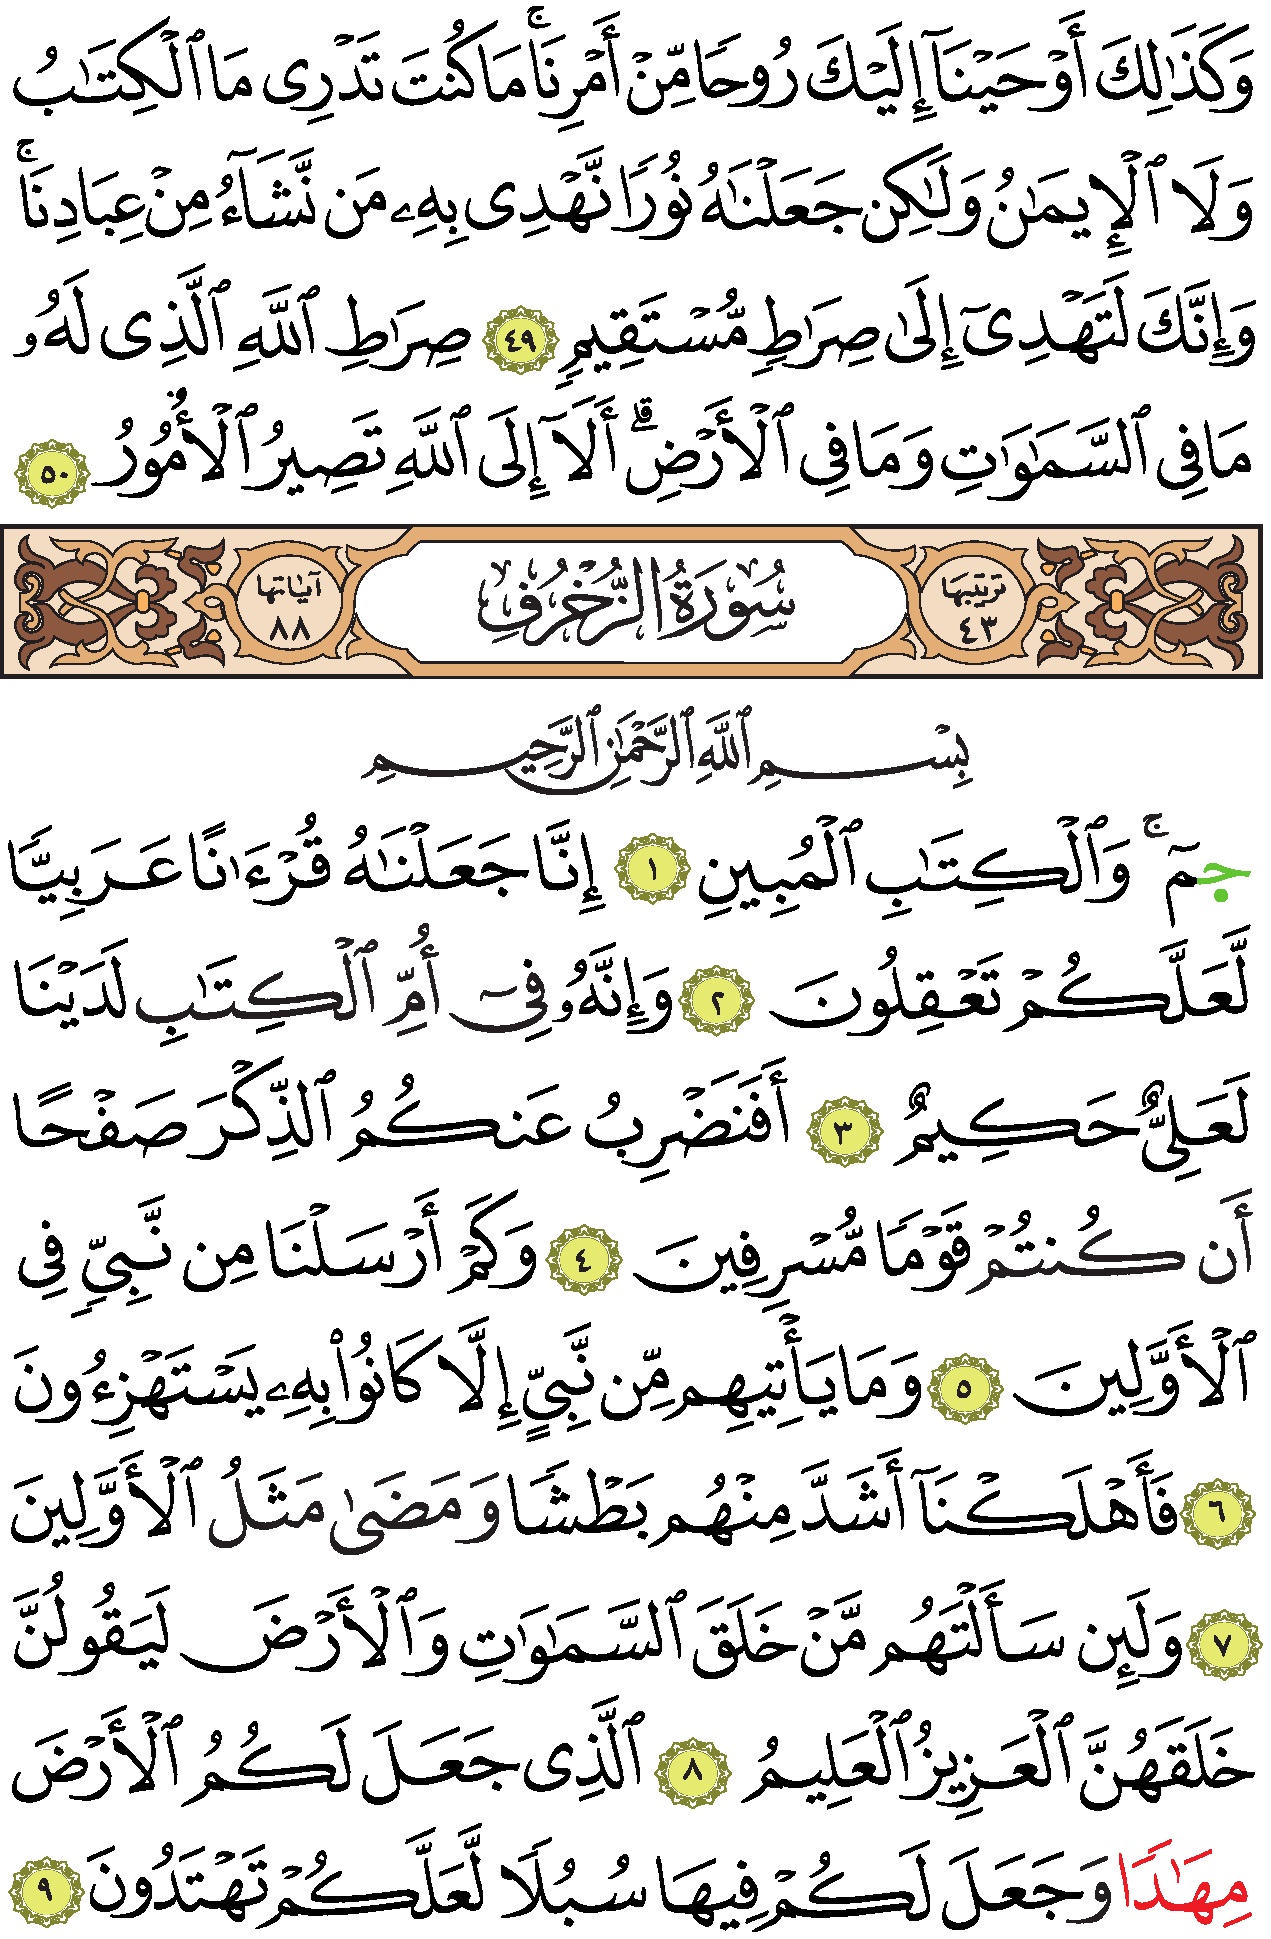 وَكَذَٰلِكَ أَوْحَيْنَآ إِلَيْكَ رُوحًا مِّنْ أَمْرِنَاۚ مَا كُنتَ تَدْرِى مَا ٱلْكِتَٰبُ
وَلَا ٱلْإِيمَٰنُ وَلَٰكِن جَعَلْنَٰهُ نُورًا نَّهْدِى بِهِۦ مَن نَّشَآءُ مِنْ عِبَادِنَاۚ
وَإِنَّكَ لَتَهْدِىٓ إِلَىٰ صِرَٰطٍ مُّسْتَقِيمٍ ٤٩ صِرَٰطِ ٱللَّهِ ٱلَّذِى لَهُۥ
مَا فِي ٱلسَّمَٰوَٰتِ وَمَا فِي ٱلْأَرْضِۗ أَلَآ إِلَى ٱللَّهِ تَصِيرُ ٱلْأُمُورُ ٥٠
ترتيبها ٤٣ سُورَةُ الزُّخْرُفِ آياتها ٨٨
بِسْمِ ٱللَّهِ ٱلرَّحْمَٰنِ ٱلرَّحِيمِ
حمٓۚ وَٱلْكِتَٰبِ ٱلْمُبِينِ ١ إِنَّا جَعَلْنَٰهُ قُرْءَٰنًا عَرَبِيًّا
لَّعَلَّكُمْ تَعْقِلُونَ ٢ وَإِنَّهُۥ فِىٓ أُمِّ ٱلْكِتَٰبِ لَدَيْنَا
لَعَلِىٌّ حَكِيمٌ ٣ أَفَنَضْرِبُ عَنكُمُ ٱلذِّكْرَ صَفْحًا
أَن كُنتُمْ قَوْمًا مُّسْرِفِينَ ٤ وَكَمْ أَرْسَلْنَا مِن نَّبِىٍّ فِى
ٱلْأَوَّلِينَ ٥ وَمَا يَأْتِيهِم مِّن نَّبِىٍّ إِلَّا كَانُوا۟ بِهِۦ يَسْتَهْزِءُونَ
٦ فَأَهْلَكْنَآ أَشَدَّ مِنْهُم بَطْشًا وَمَضَىٰ مَثَلُ ٱلْأَوَّلِينَ
٧ وَلَئِن سَأَلْتَهُم مَّنْ خَلَقَ ٱلسَّمَٰوَٰتِ وَٱلْأَرْضَ لَيَقُولُنَّ
خَلَقَهُنَّ ٱلْعَزِيزُ ٱلْعَلِيمُ ٨ ٱلَّذِى جَعَلَ لَكُمُ ٱلْأَرْضَ
مِهَٰدًا وَجَعَلَ لَكُمْ فِيهَا سُبُلًا لَّعَلَّكُمْ تَهْتَدُونَ ٩